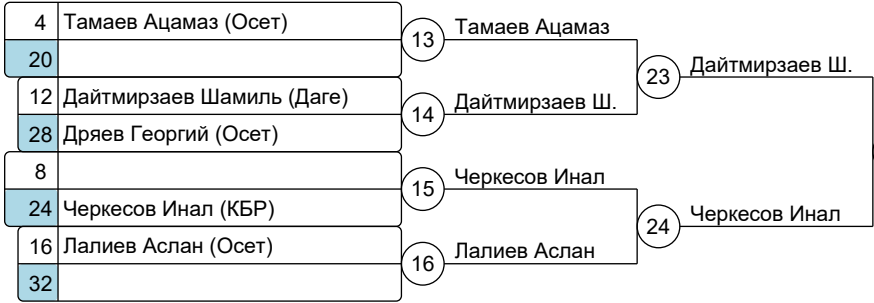 4 Тамаев Ацамаз (Осет)
20
13 Тамаев Ацамаз
12 Дайтмирзаев Шамиль (Даге)
28 Дряев Георгий (Осет)
14 Дайтмирзаев Ш.
23 Дайтмирзаев Ш.
8
24 Черкесов Инал (КБР)
15 Черкесов Инал
16 Лалиев Аслан (Осет)
32
16 Лалиев Аслан
24 Черкесов Инал